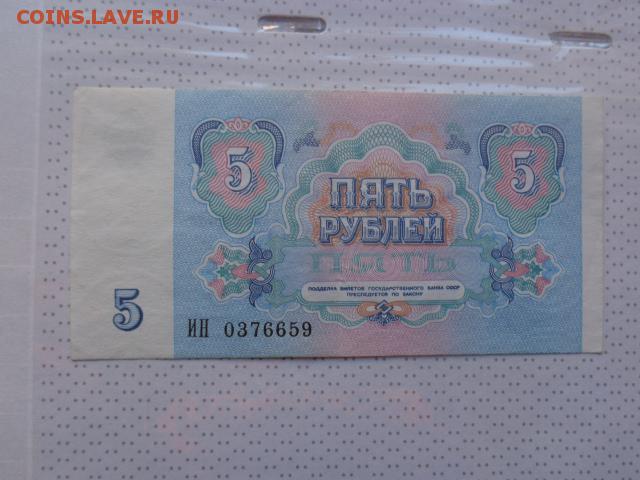 COINS.LAVE.RU
5 5
ПЯТЬ
РУБЛЕЙ
ПЯТЬ
ПОДДЕЛКА БИЛЕТОВ ГОСУДАРСТВЕННОГО БАНКА СССР
ПРЕСЛЕДУЕТСЯ ПО ЗАКОНУ
5
ИН 0376659